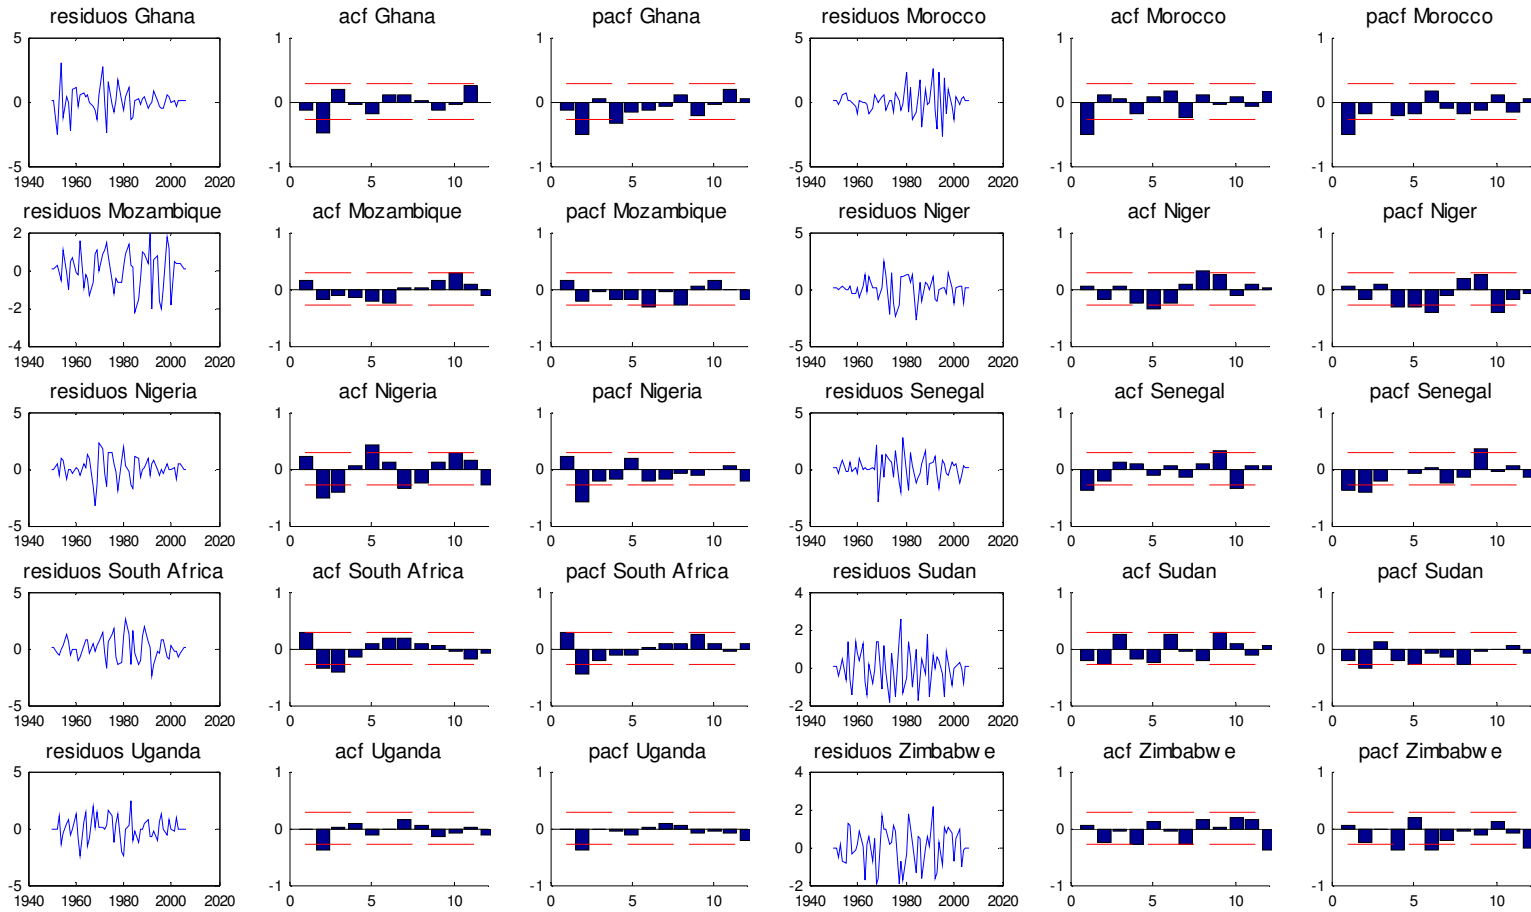 residuos Ghana
acf Ghana
pacf Ghana
residuos Morocco
acf Morocco
pacf Morocco
5
0
-5
1940 1960 1980 2000 2020
1
0
-1
0 5 10
1
0
-1
0 5 10
5
0
-5
1940 1960 1980 2000 2020
1
0
-1
0 5 10
1
0
-1
0 5 10
residuos Mozambique
acf Mozambique
pacf Mozambique
residuos Niger
acf Niger
pacf Niger
2
0
-2
-4
1940 1960 1980 2000 2020
1
0
-1
0 5 10
1
0
-1
0 5 10
5
0
-5
1940 1960 1980 2000 2020
1
0
-1
0 5 10
1
0
-1
0 5 10
residuos Nigeria
acf Nigeria
pacf Nigeria
residuos Senegal
acf Senegal
pacf Senegal
5
0
-5
1940 1960 1980 2000 2020
1
0
-1
0 5 10
1
0
-1
0 5 10
5
0
-5
1940 1960 1980 2000 2020
1
0
-1
0 5 10
1
0
-1
0 5 10
residuos South Africa
acf South Africa
pacf South Africa
residuos Sudan
acf Sudan
pacf Sudan
5
0
-5
1940 1960 1980 2000 2020
1
0
-1
0 5 10
1
0
-1
0 5 10
4
2
0
-2
1940 1960 1980 2000 2020
1
0
-1
0 5 10
1
0
-1
0 5 10
residuos Uganda
acf Uganda
pacf Uganda
residuos Zimbabwe
acf Zimbabwe
pacf Zimbabwe
5
0
-5
1940 1960 1980 2000 2020
1
0
-1
0 5 10
1
0
-1
0 5 10
4
2
0
-2
1940 1960 1980 2000 2020
1
0
-1
0 5 10
1
0
-1
0 5 10